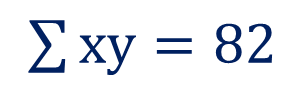 ∑ xy = 82